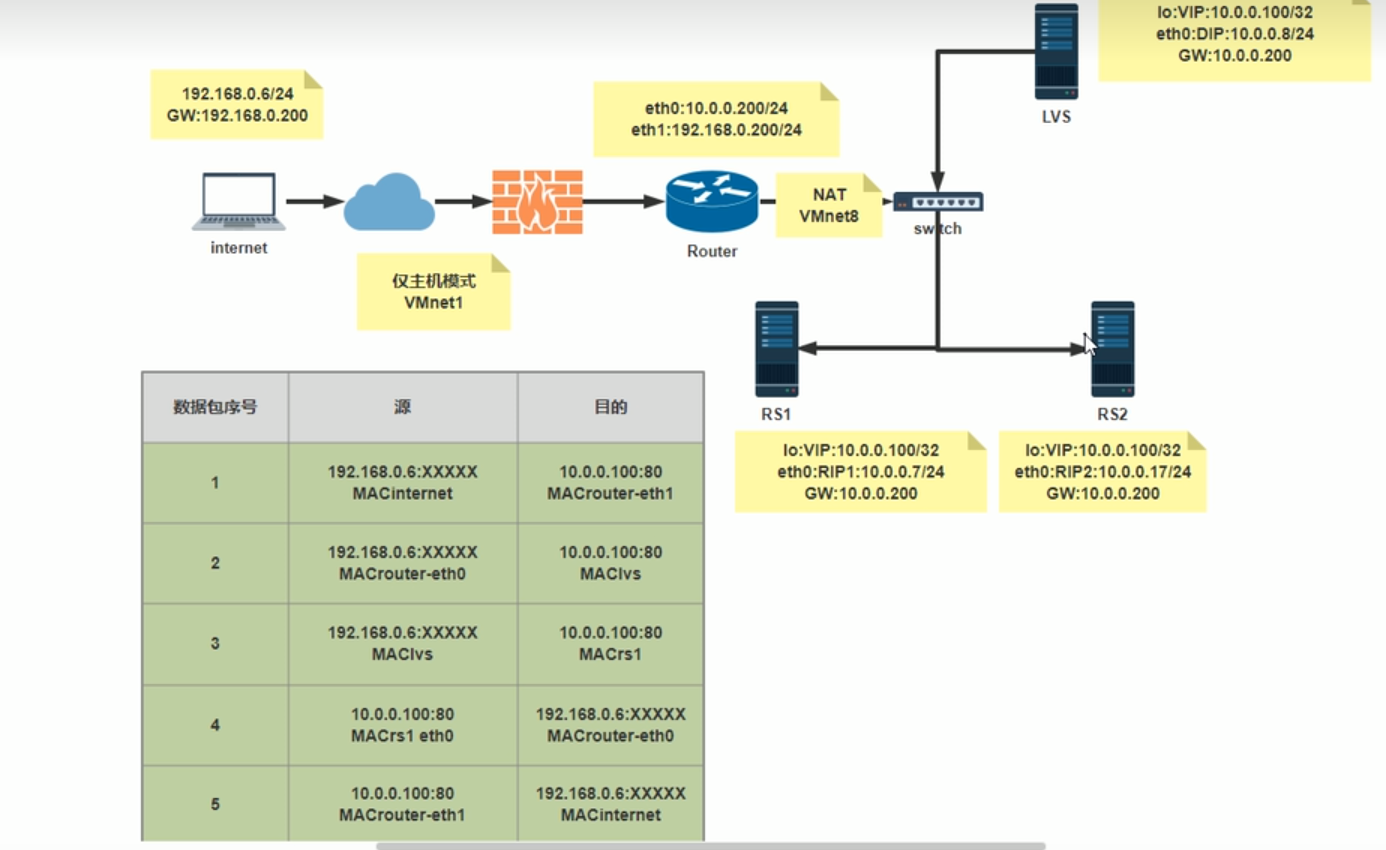 lo:VIP:10.0.0.100/32
eth0:DIP:10.0.0.8/24
GW:10.0.0.200
LVS
192.168.0.6/24
GW:192.168.0.200
eth0:10.0.0.200/24
eth1:192.168.0.200/24
NAT
VMnet8
internet
Router
switch
仅主机模式
VMnet1
RS1
RS2
lo:VIP:10.0.0.100/32
eth0:RIP1:10.0.0.7/24
GW:10.0.0.200
lo:VIP:10.0.0.100/32
eth0:RIP2:10.0.0.17/24
GW:10.0.0.200
数据包序号 源 目的
1
192.168.0.6:XXXXX
MACinternet
10.0.0.100:80
MACrouter-eth1
2
192.168.0.6:XXXXX
MACrouter-eth0
10.0.0.100:80
MAClvs
3
192.168.0.6:XXXXX
MAClvs
10.0.0.100:80
MACrs1
4
10.0.0.100:80
MACrs1 eth0
192.168.0.6:XXXXX
MACrouter-eth0
5
10.0.0.100:80
MACrouter-eth1
192.168.0.6:XXXXX
MACinternet